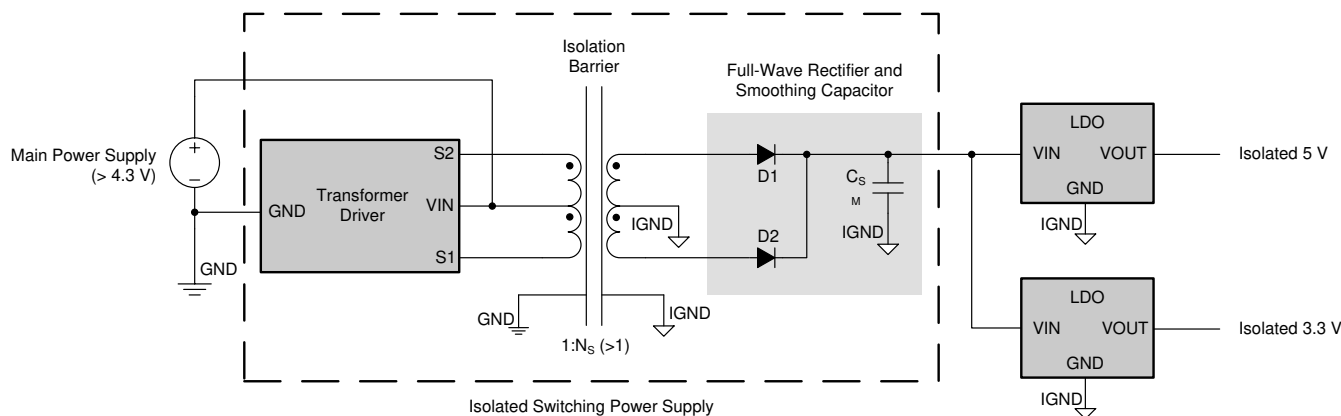 Isolation
Barrier
Full-Wave Rectifier and
Smoothing Capacitor
Main Power Supply
(> 4.3 V)
+
–
GND
GND
Transformer
Driver
S2
VIN
S1
IGND
D1
D2
CS
M
IGND
GND
IGND
1:NS (>1)
LDO
VIN
VOUT
GND
IGND
Isolated 5 V
LDO
VIN
VOUT
GND
IGND
Isolated 3.3 V
Isolated Switching Power Supply